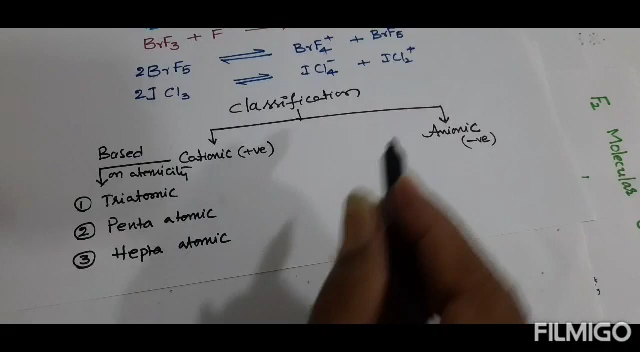 BrF3 + F
2BrF5 ⇌ BrF4+ + BrF6
2ICl3 ⇌ ICl4- + ICl2+
Classification
Based
on atomicity
Cationic (+ve)
Anionic
(-ve)
① Triatomic
② Penta atomic
③ Hepta atomic
F2 Molecular
FILMIGO